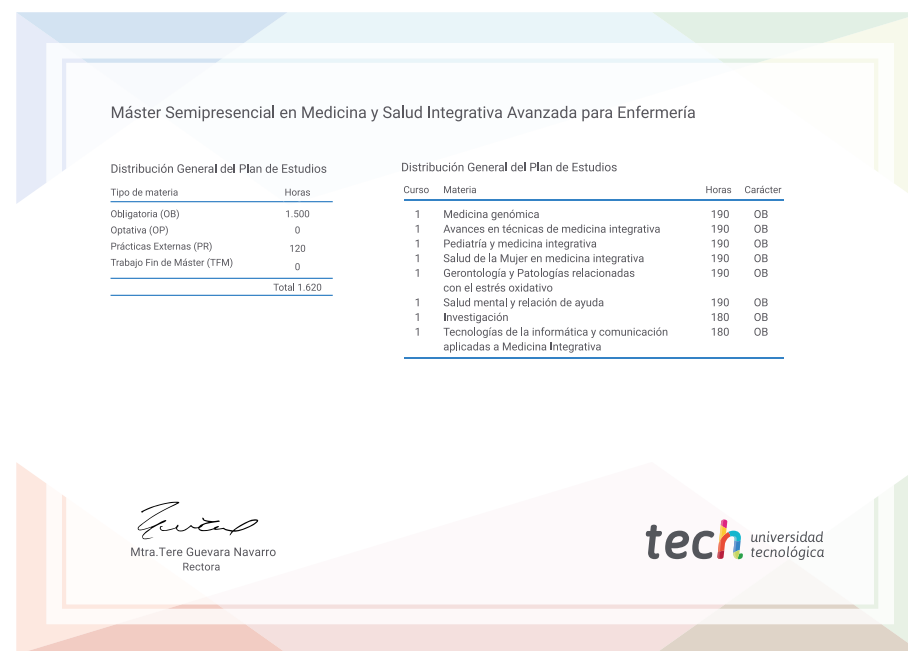 Máster Semipresencial en Medicina y Salud Integrativa Avanzada para Enfermería
Distribución General del Plan de Estudios
Tipo de materia Horas
Obligatoria (OB) 1.500
Optativa (OP) 0
Prácticas Externas (PR) 120
Trabajo Fin de Máster (TFM) 0
Total 1.620
Distribución General del Plan de Estudios
Curso Materia Horas Carácter
1 Medicina genómica 190 OB
1 Avances en técnicas de medicina integrativa 190 OB
1 Pediatría y medicina integrativa 190 OB
1 Salud de la Mujer en medicina integrativa 190 OB
1 Gerontología y Patologías relacionadas 190 OB
con el estrés oxidativo
1 Salud mental y relación de ayuda 190 OB
1 Investigación 180 OB
1 Tecnologías de la informática y comunicación 180 OB
aplicadas a Medicina Integrativa
Mtra.Tere Guevara Navarro
Rectora
tech universidad
tecnológica